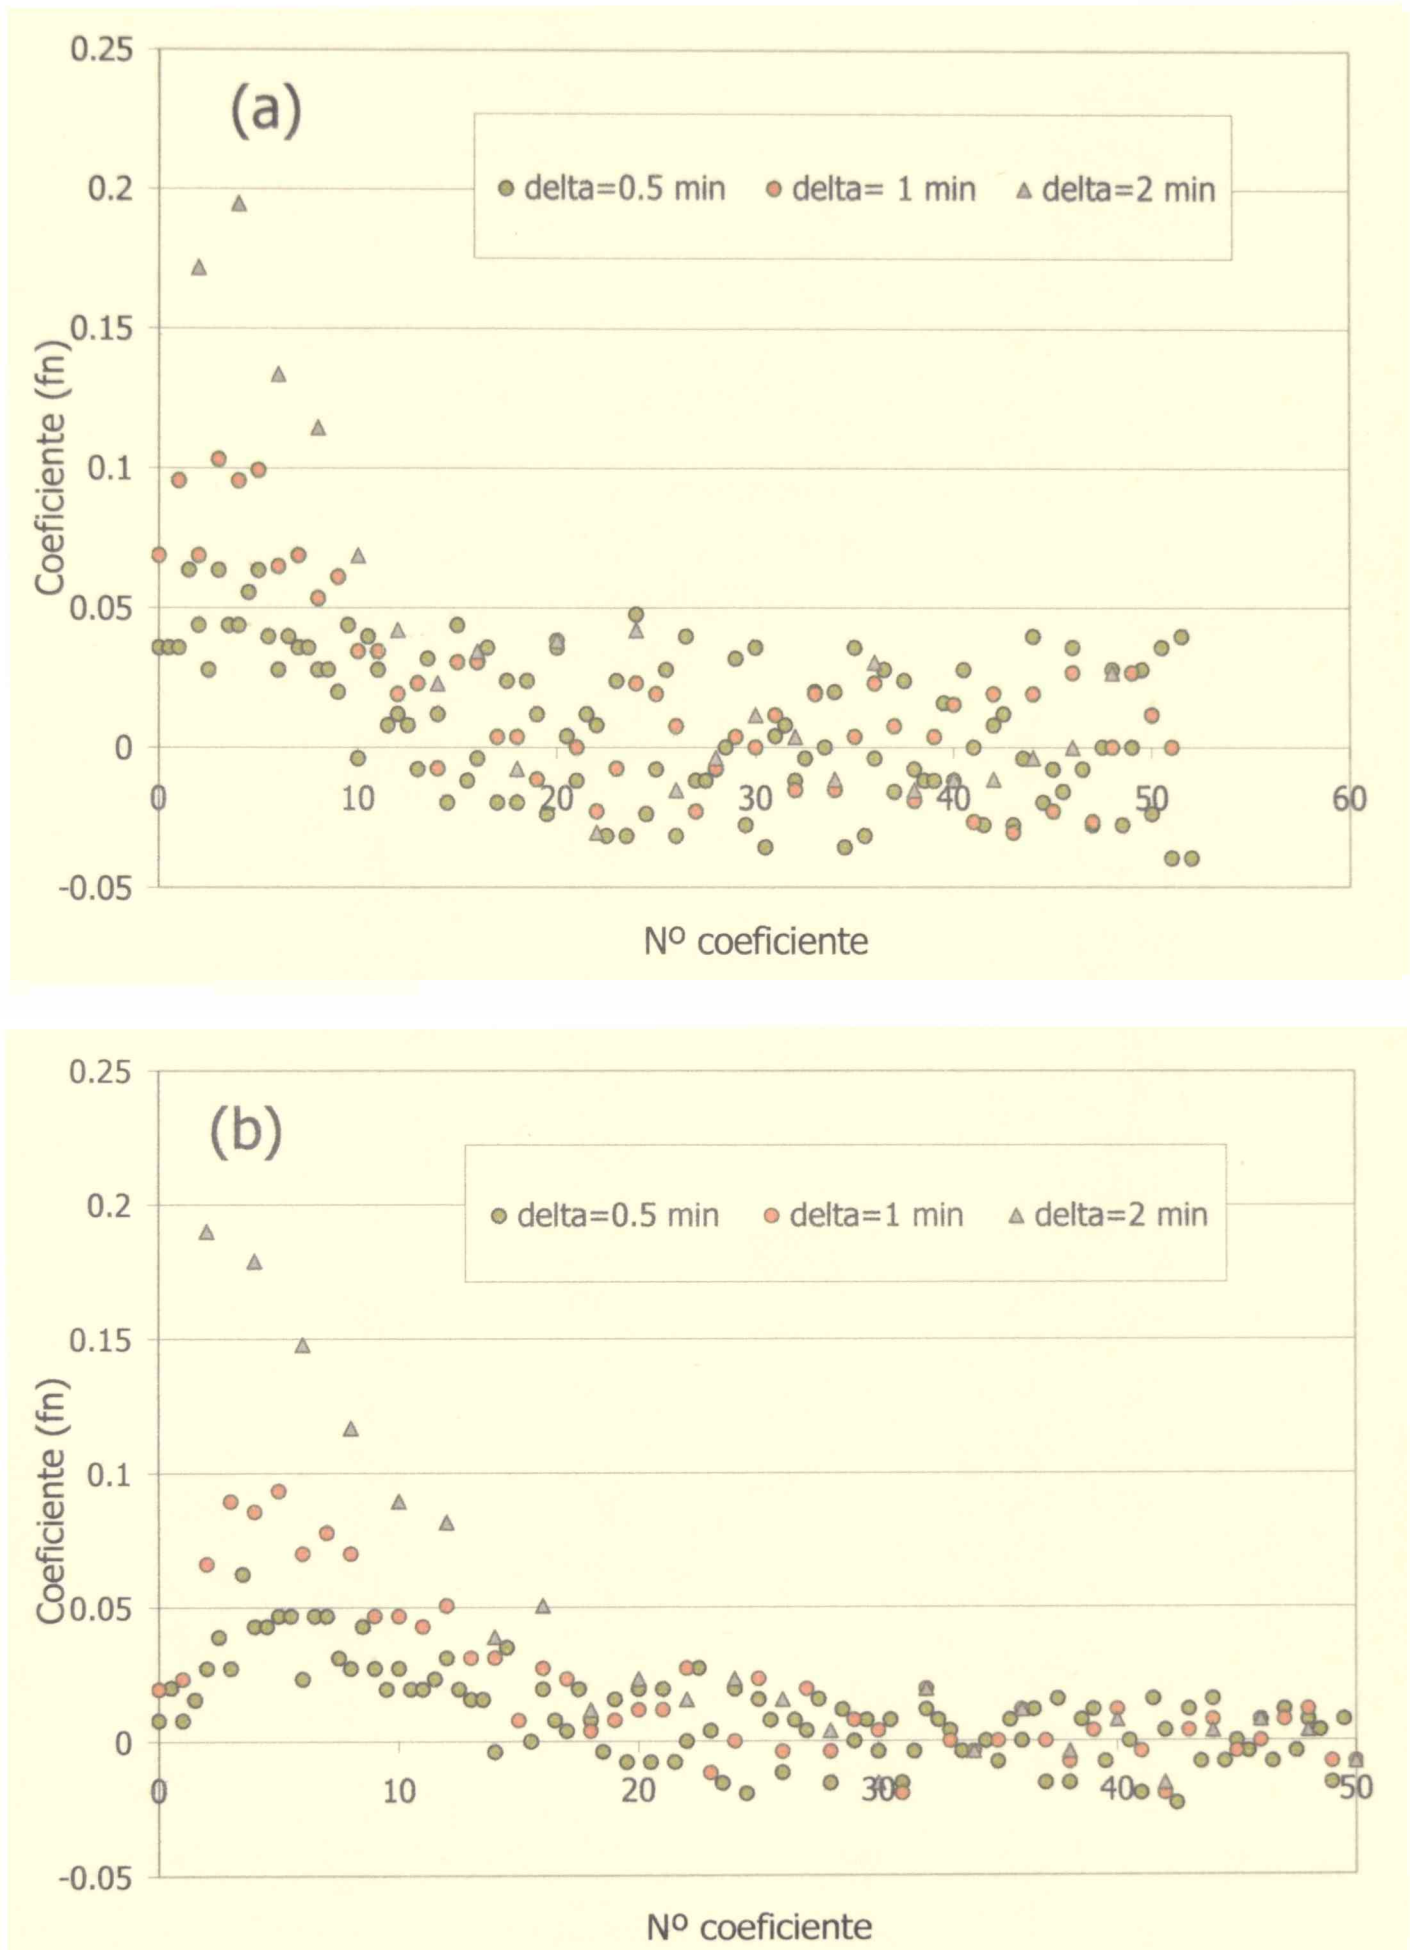 (a)
delta=0.5 min delta= 1 min delta=2 min
0.25
0.2
0.15
0.1
0.05
0
-0.05
Coeficiente (fn)
0 10 20 30 40 50 60
Nº coeficiente
(b)
delta=0.5 min delta=1 min delta=2 min
0.25
0.2
0.15
0.1
0.05
0
-0.05
Coeficiente (fn)
0 10 20 30 40 50
Nº coeficiente